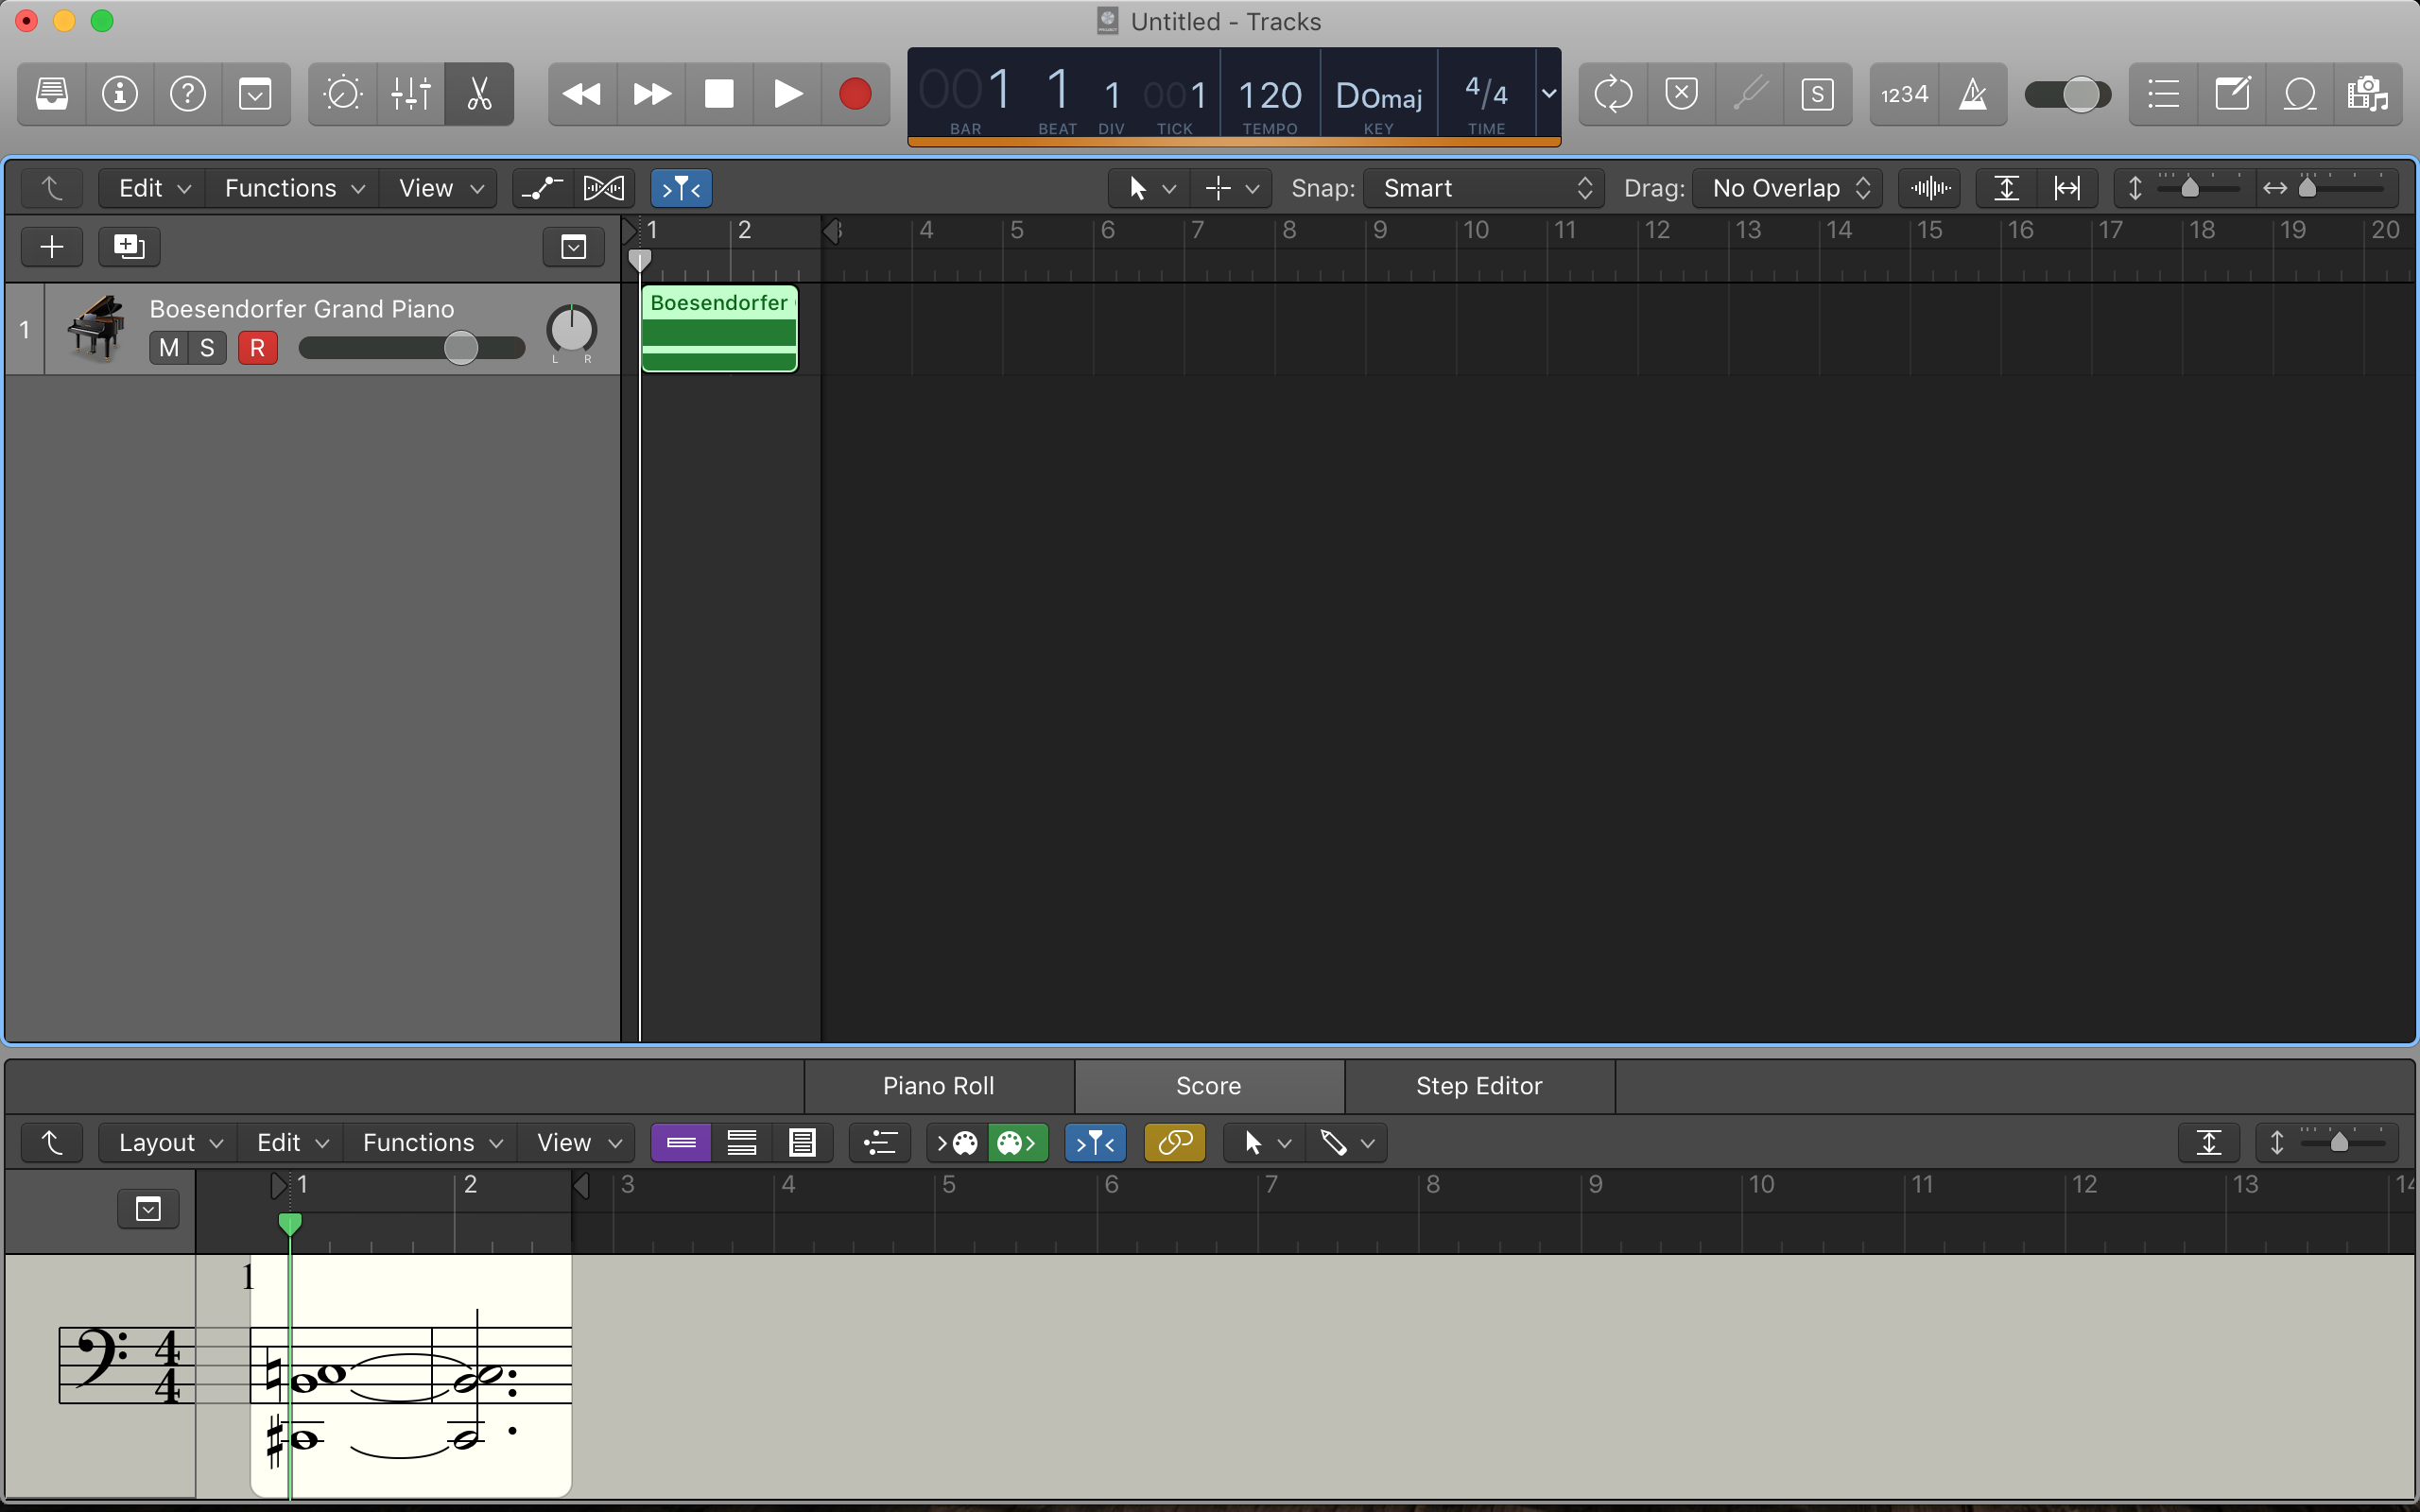 Untitled - Tracks
1234
001 1 1 001 120 Domaj 4/4
BAR BEAT DIV TICK TEMPO KEY TIME
S
Edit Functions View Snap: Smart Drag: No Overlap
1 2 3 4 5 6 7 8 9 10 11 12 13 14 15 16 17 18 19 20
1 Boesendorfer Grand Piano
M S R L R
Boesendorfer
Piano Roll Score Step Editor
Layout Edit Functions View
1 2 3 4 5 6 7 8 9 10 11 12 13 14
1
4
4